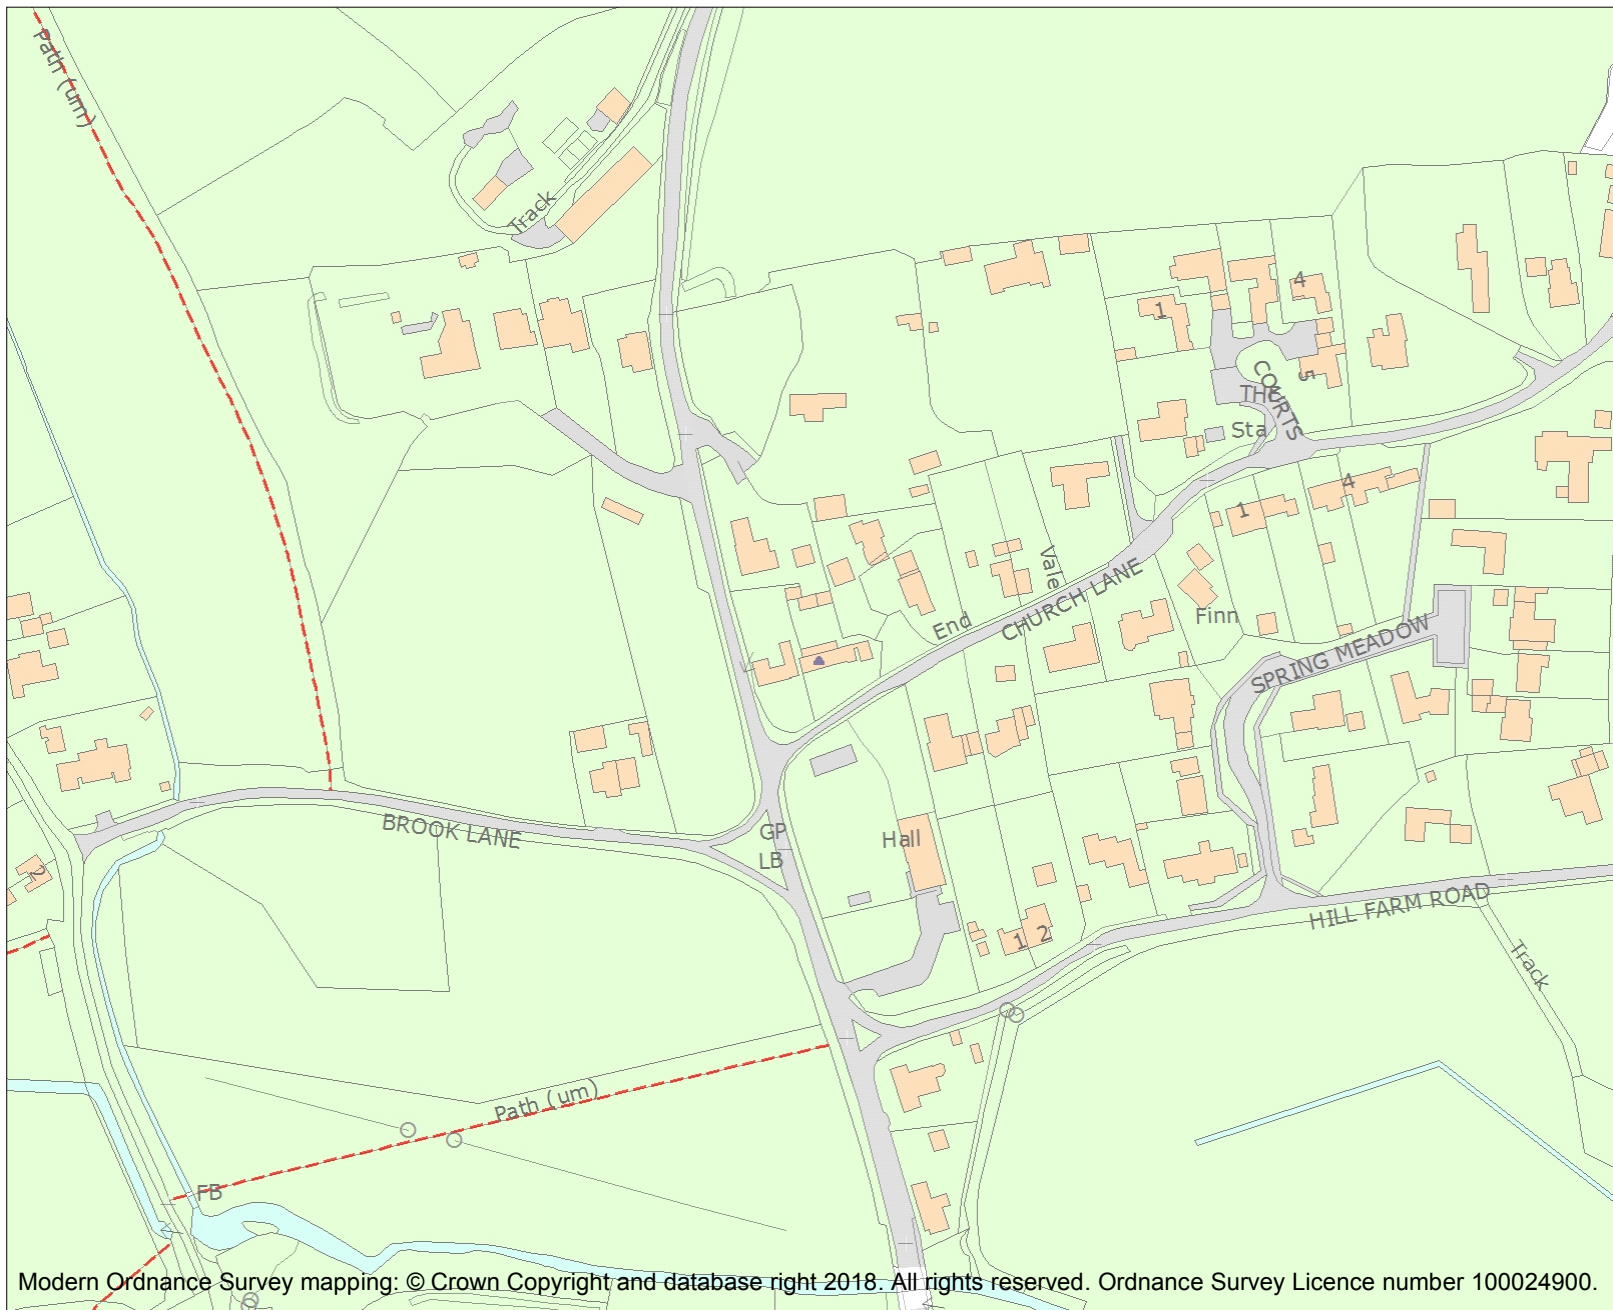 Path (um)
Track
1
4
5
THE
COURTS
Sta
4
1
Vale
CHURCH LANE
End
Finn
SPRING MEADOW
BROOK LANE
GP
LB
Hall
2
1
2
HILL FARM ROAD
Track
Path (um)
FB
Modern Ordnance Survey mapping: © Crown Copyright and database right 2018. All rights reserved. Ordnance Survey Licence number 100024900.